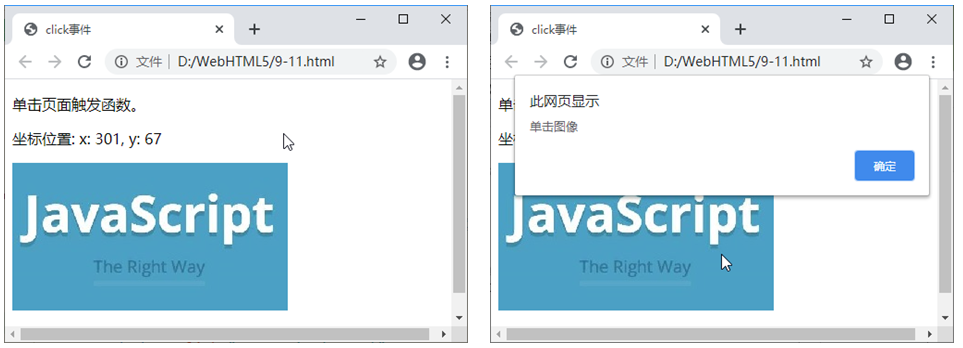 click事件
文件 | D:/WebHTML5/9-11.html
单击页面触发函数。
坐标位置: x: 301, y: 67
JavaScript
The Right Way
click事件
文件 | D:/WebHTML5/9-11.html
此网页显示
单击图像
确定
单
坐标
JavaScript
The Right Way